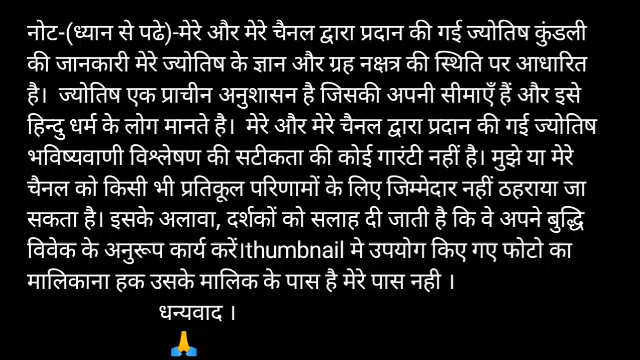 नोट-(ध्यान से पढे)-मेरे और मेरे चैनल द्वारा प्रदान की गई ज्योतिष कुंडली
की जानकारी मेरे ज्योतिष के ज्ञान और ग्रह नक्षत्र की स्थिति पर आधारित
है। ज्योतिष एक प्राचीन अनुशासन है जिसकी अपनी सीमाएँ हैं और इसे
हिन्दु धर्म के लोग मानते है। मेरे और मेरे चैनल द्वारा प्रदान की गई ज्योतिष
भविष्यवाणी विश्लेषण की सटीकता की कोई गारंटी नहीं है। मुझे या मेरे
चैनल को किसी भी प्रतिकूल परिणामों के लिए जिम्मेदार नहीं ठहराया जा
सकता है। इसके अलावा, दर्शकों को सलाह दी जाती है कि वे अपने बुद्धि
विवेक के अनुरूप कार्य करें।thumbnail मे उपयोग किए गए फोटो का
मालिकाना हक उसके मालिक के पास है मेरे पास नही ।
धन्यवाद ।
🙏